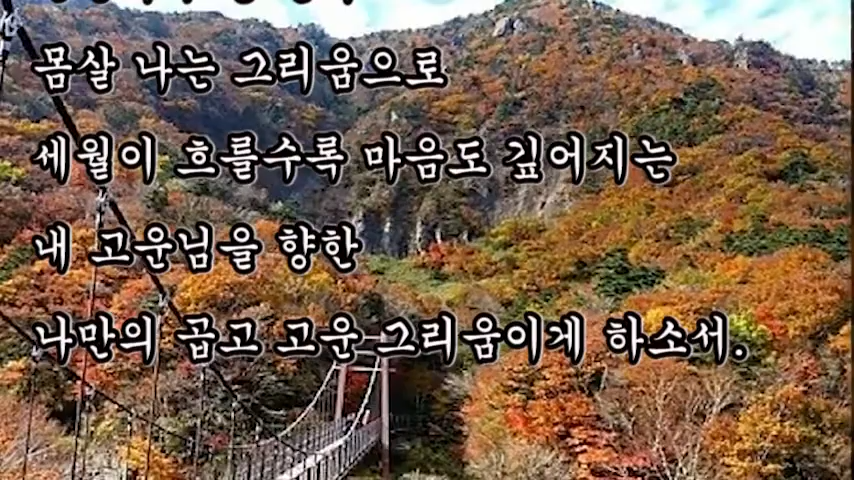 몸살 나는 그리움으로
세월이 흐를수록 마음도 깊어지는
내 고운님을 향한
나만의 곱고 고운 그리움이게 하소서.